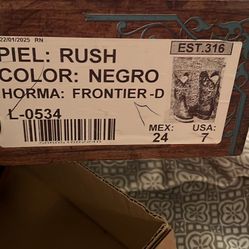 22/01/2025 RN
EST.316
PIEL: RUSH
COLOR: NEGRO
HORMA: FRONTIER-D
L-0534
MEX: USA:
24 7